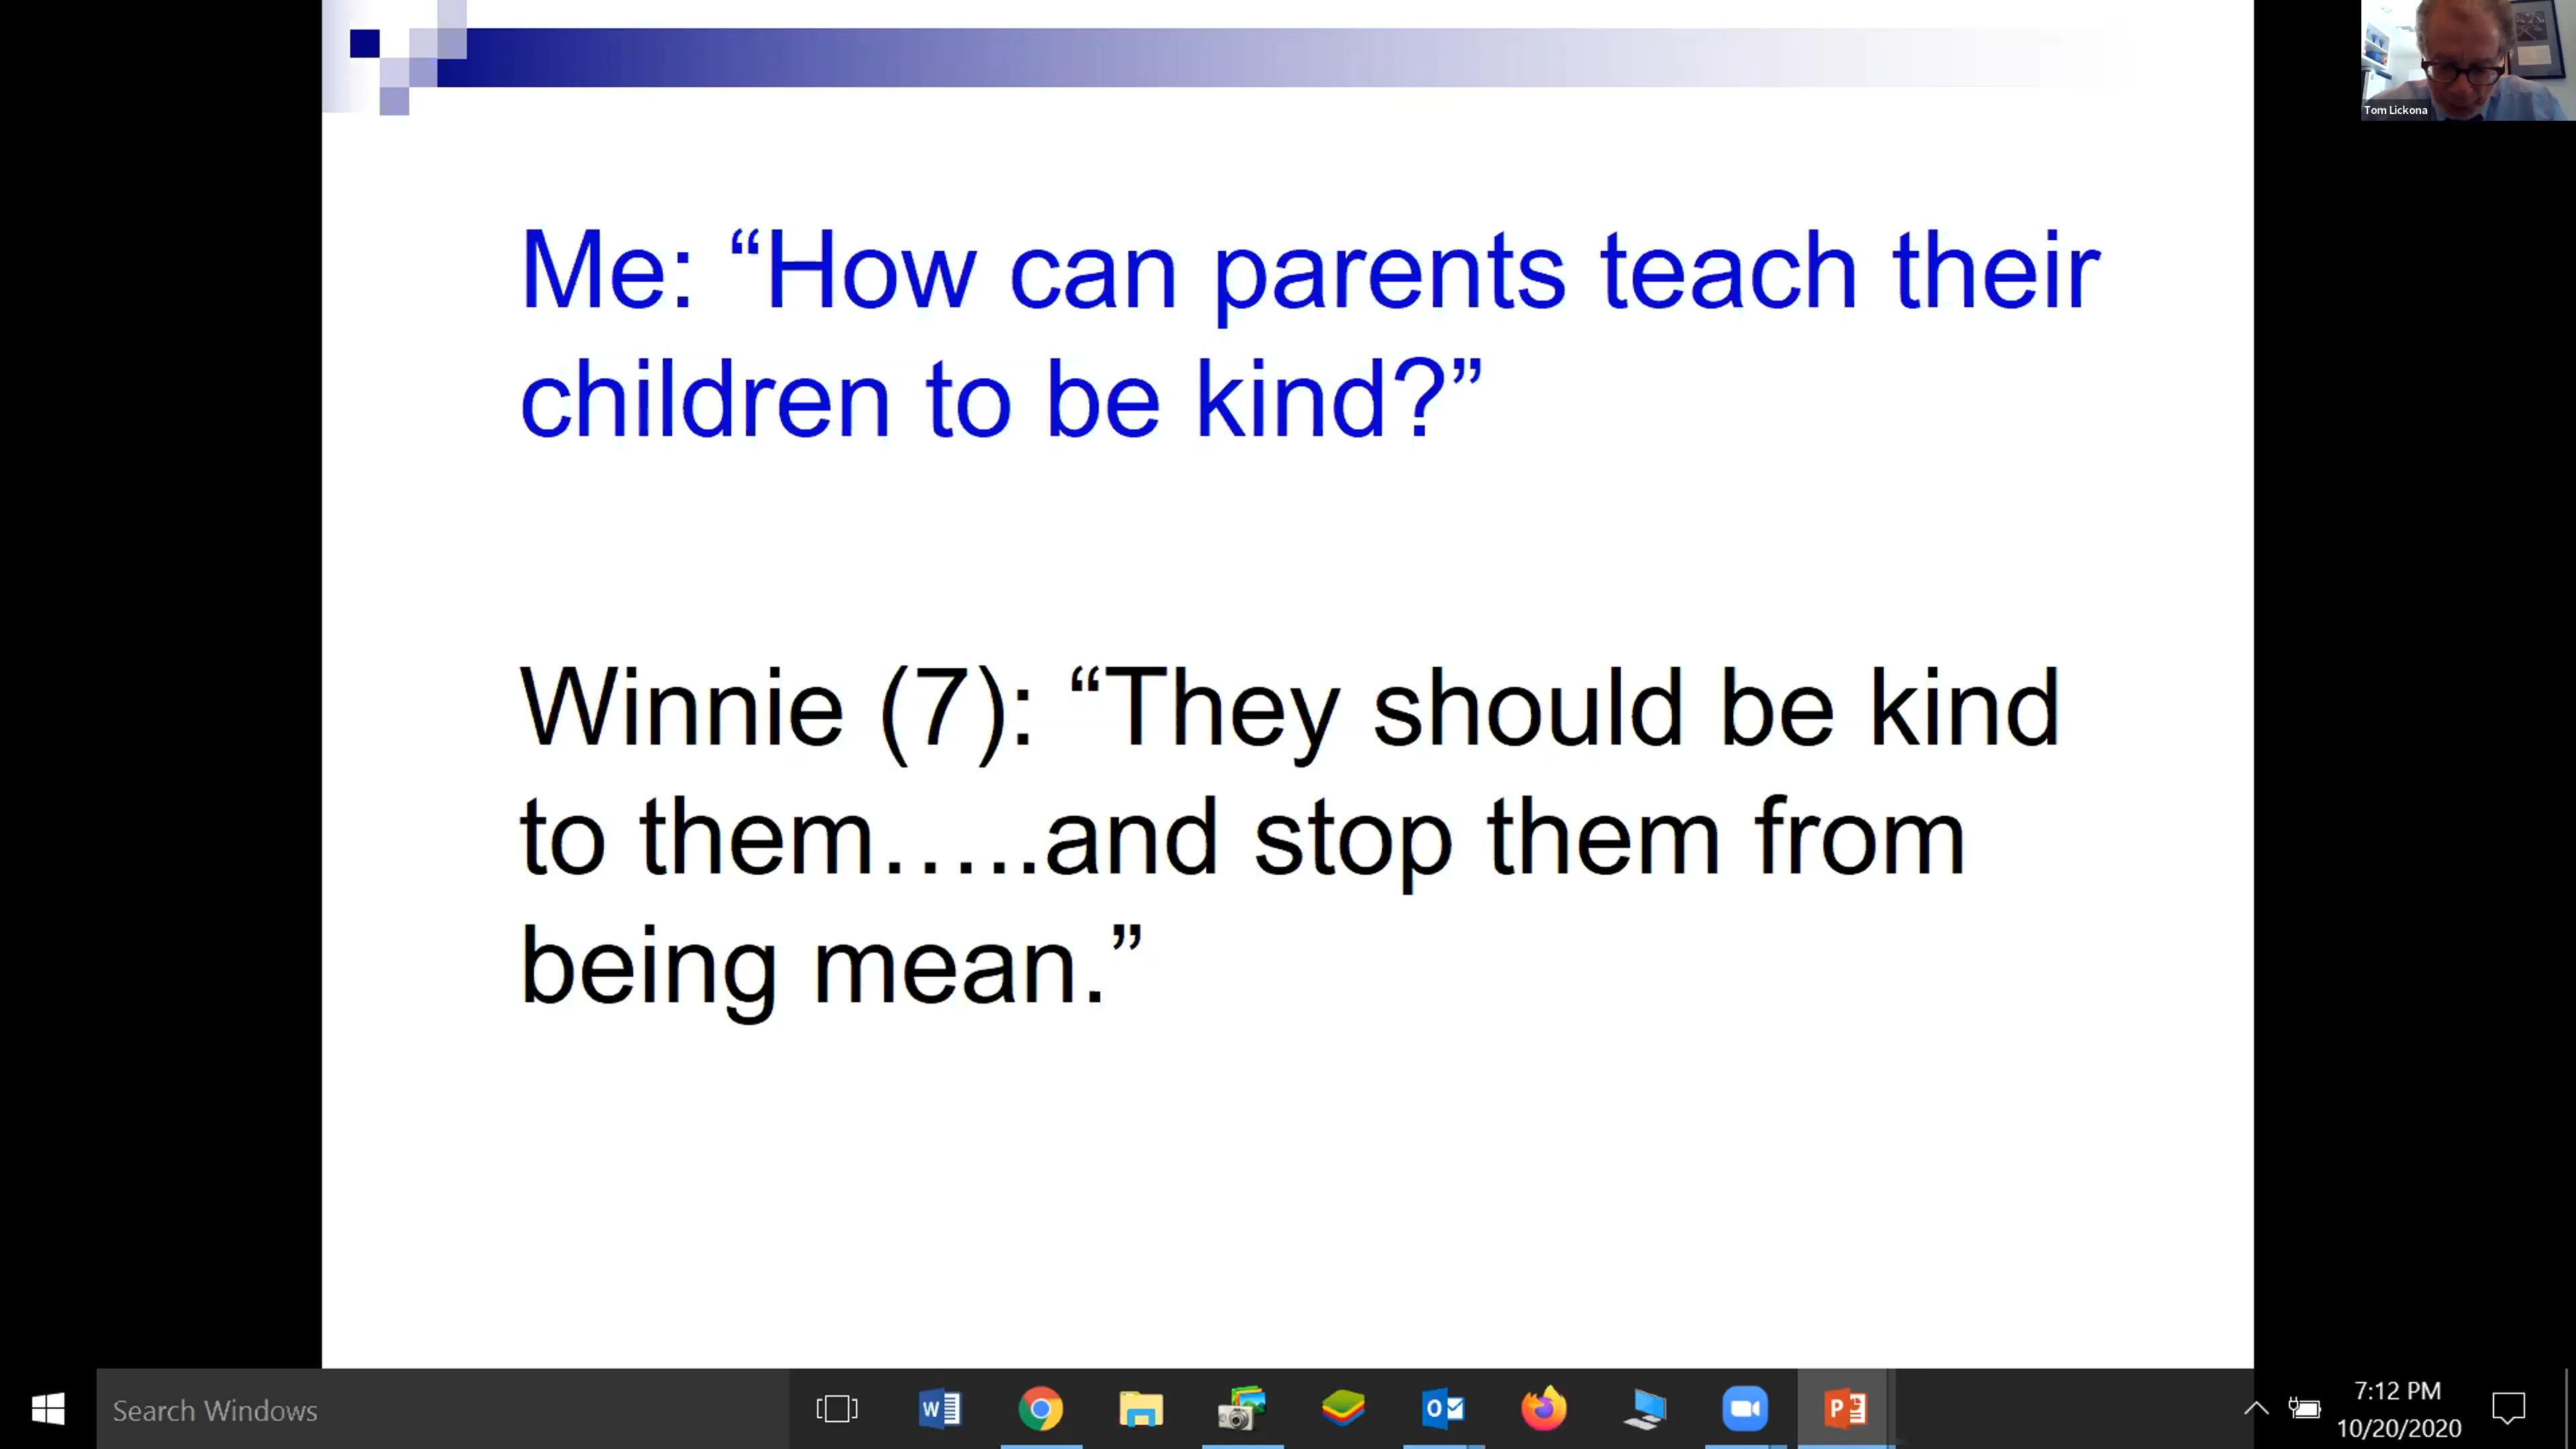 Tom Lickona
Me: “How can parents teach their
children to be kind?”
Winnie (7): “They should be kind
to them…..and stop them from
being mean.”
Search Windows
7:12 PM
10/20/2020